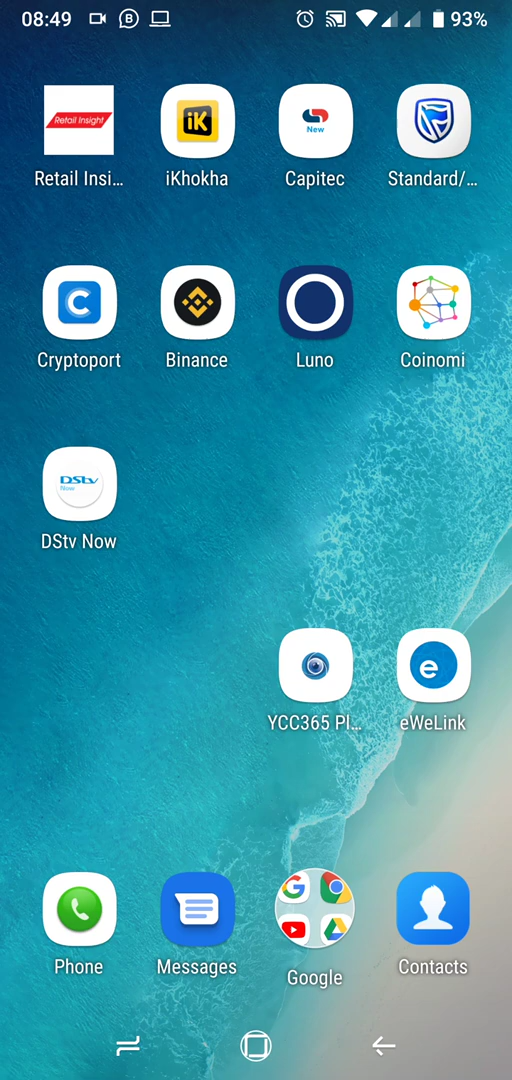 08:49
93%
Retail Insight
iK
New
Retail Insi...
iKhokha
Capitec
Standard/...
C
Cryptoport
Binance
Luno
Coinomi
DStv
Now
DStv Now
e
YCC365 Pl...
eWeLink
G
Phone
Messages
Google
Contacts